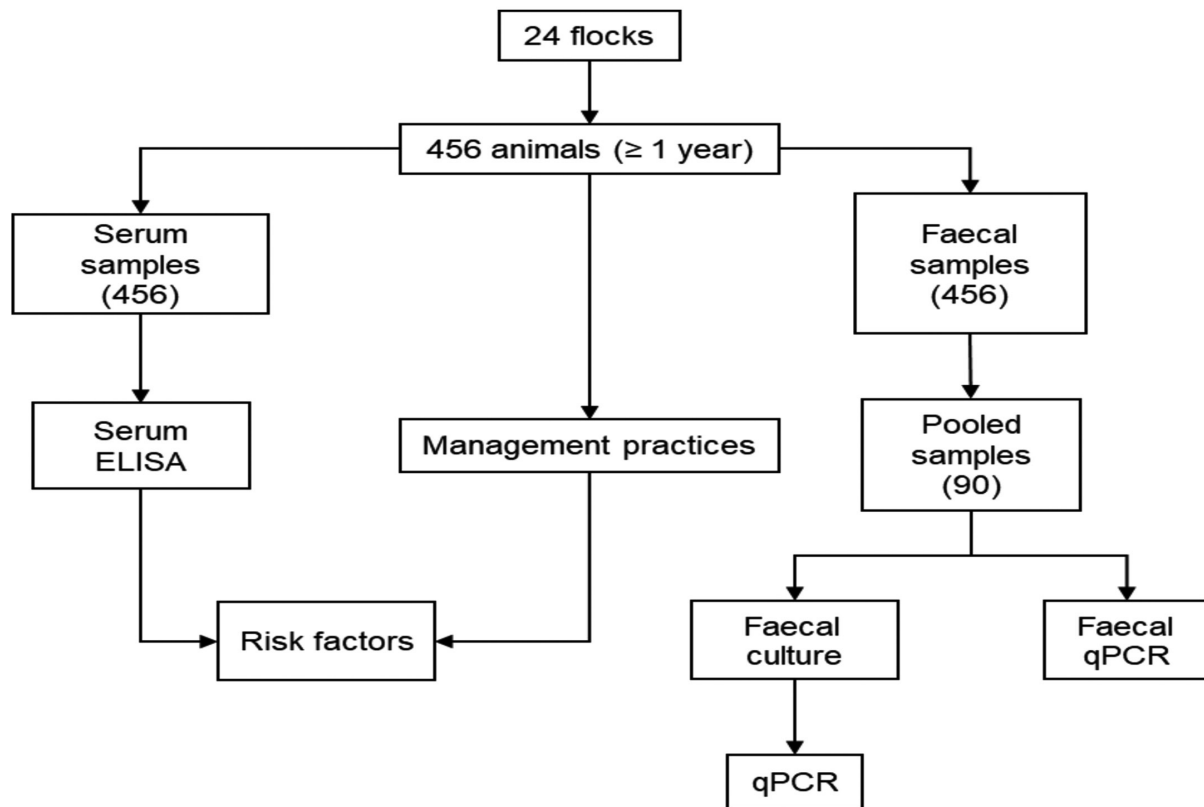 24 flocks
456 animals (≥ 1 year)
Serum
samples
(456)
Faecal
samples
(456)
Serum
ELISA
Management practices
Pooled
samples
(90)
Risk factors
Faecal
culture
Faecal
qPCR
qPCR